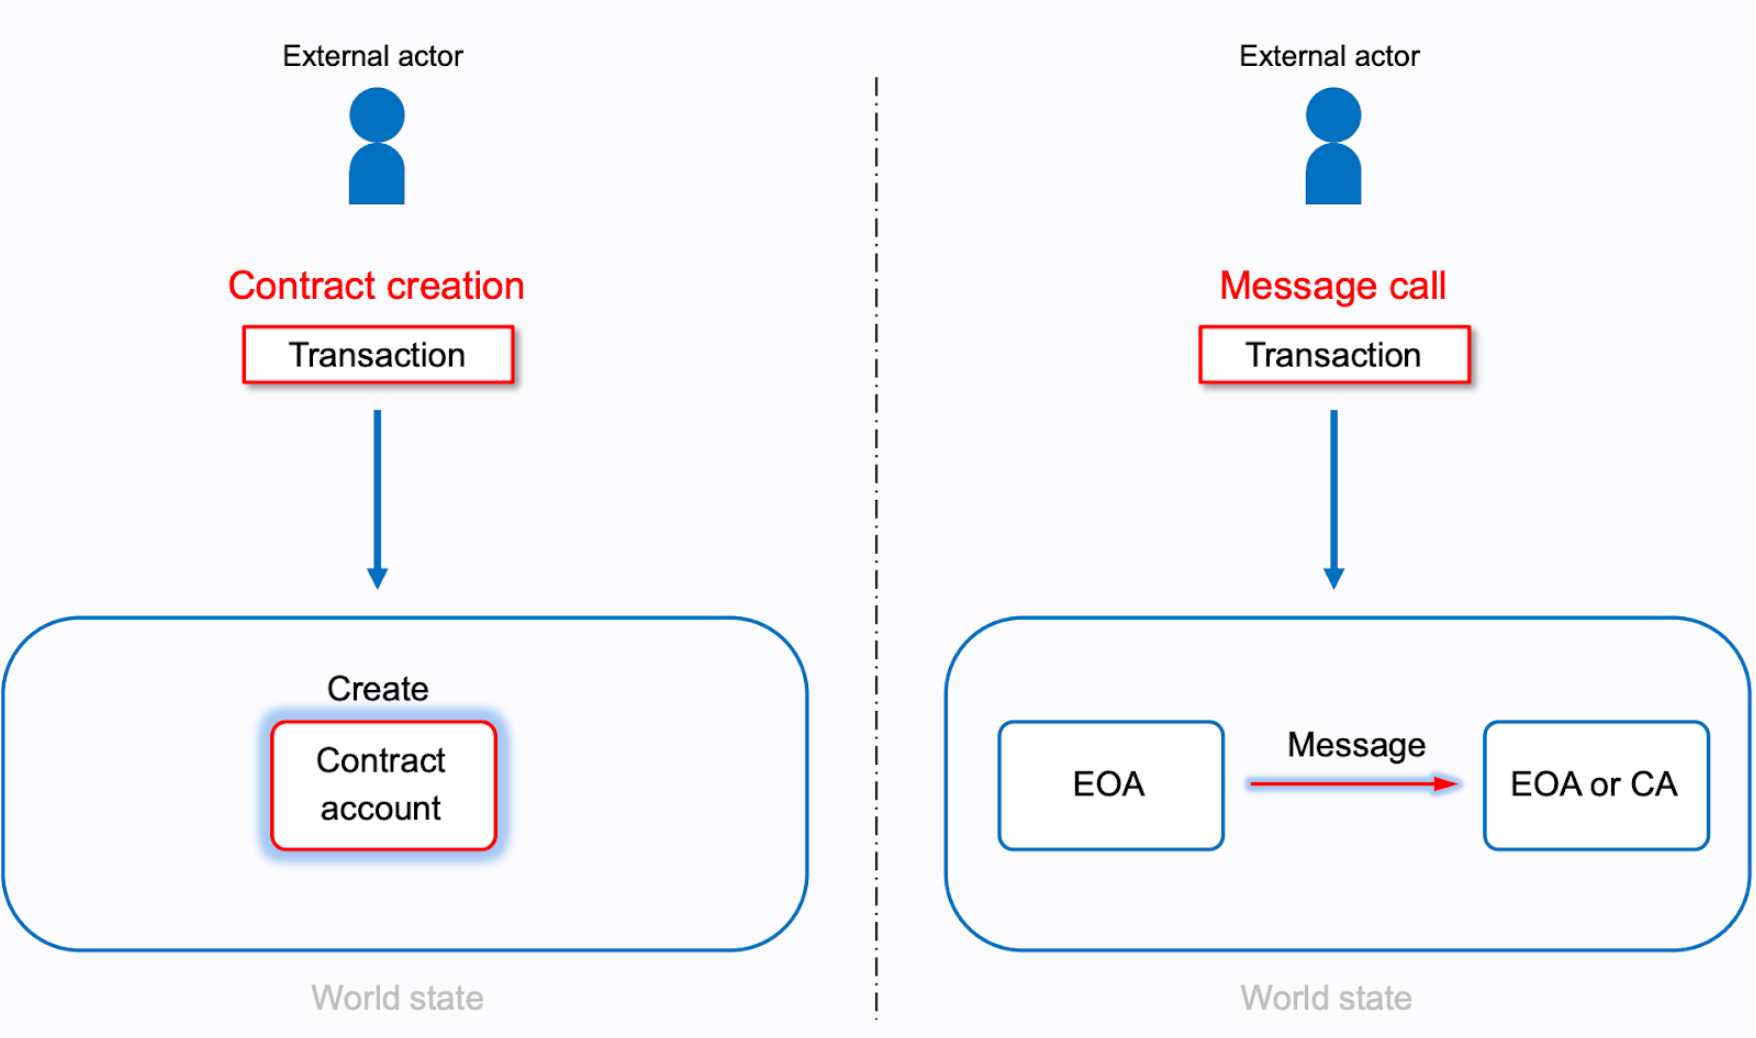 External actor
Contract creation
Transaction
Create
Contract
account
World state
External actor
Message call
Transaction
EOA
Message
EOA or CA
World state